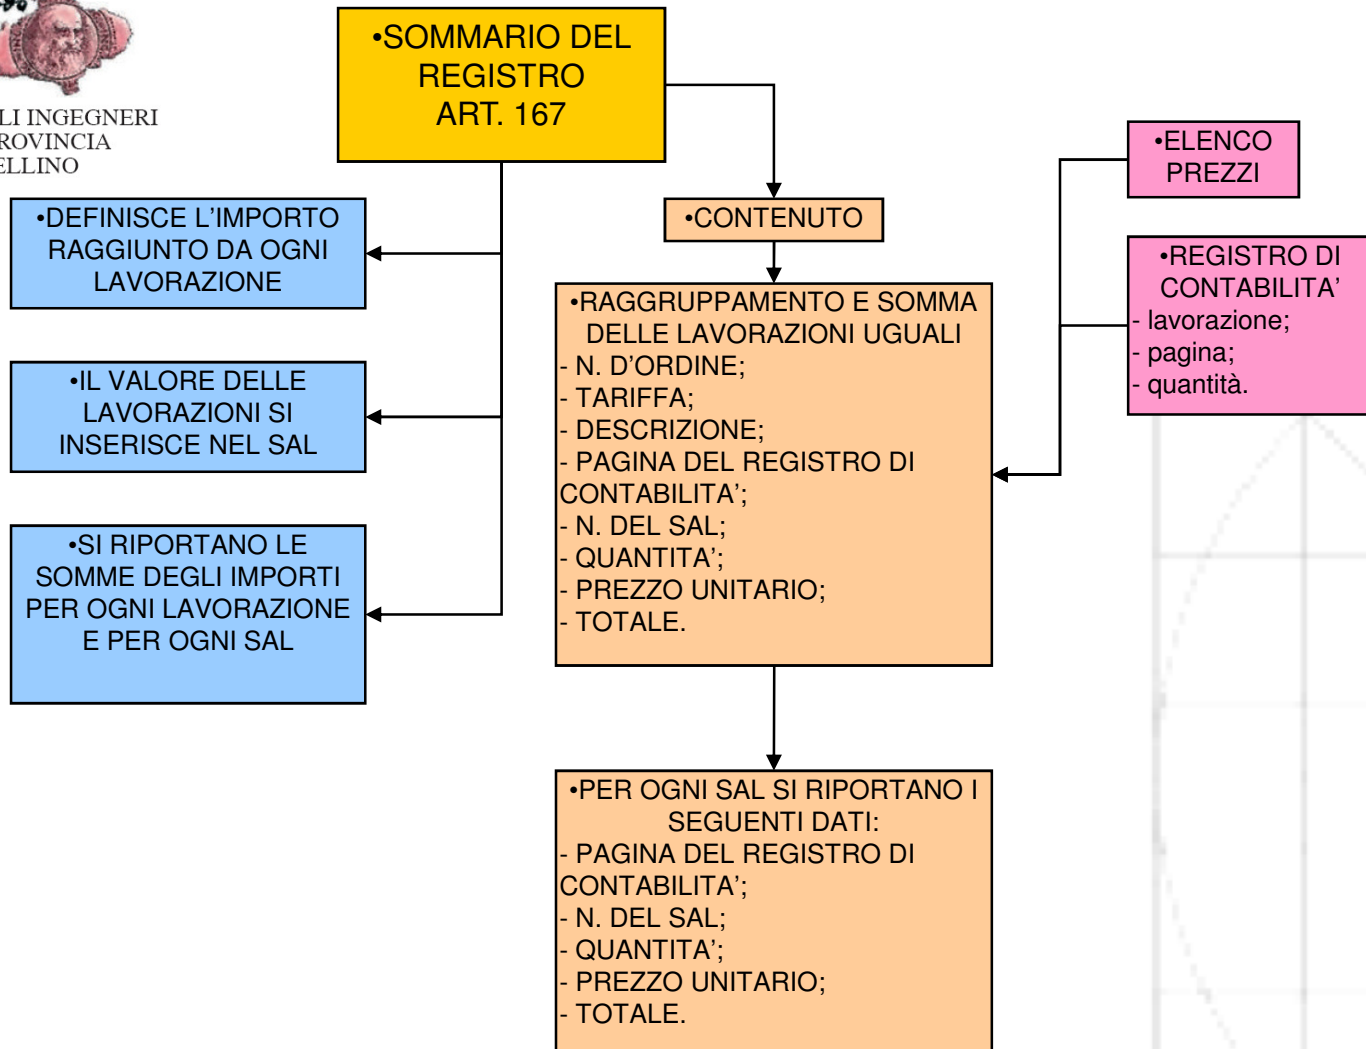 LI INGEGNERI
ROVINCIA
ELLINO
•SOMMARIO DEL
REGISTRO
ART. 167
•DEFINISCE L'IMPORTO
RAGGIUNTO DA OGNI
LAVORAZIONE
•IL VALORE DELLE
LAVORAZIONI SI
INSERISCE NEL SAL
•SI RIPORTANO LE
SOMME DEGLI IMPORTI
PER OGNI LAVORAZIONE
E PER OGNI SAL
•CONTENUTO
•RAGGRUPPAMENTO E SOMMA
DELLE LAVORAZIONI UGUALI
- N. D'ORDINE;
- TARIFFA;
- DESCRIZIONE;
- PAGINA DEL REGISTRO DI
CONTABILITA';
- N. DEL SAL;
- QUANTITA';
- PREZZO UNITARIO;
- TOTALE.
•PER OGNI SAL SI RIPORTANO I
SEGUENTI DATI:
- PAGINA DEL REGISTRO DI
CONTABILITA';
- N. DEL SAL;
- QUANTITA';
- PREZZO UNITARIO;
- TOTALE.
•ELENCO
PREZZI
•REGISTRO DI
CONTABILITA'
- lavorazione;
- pagina;
- quantità.